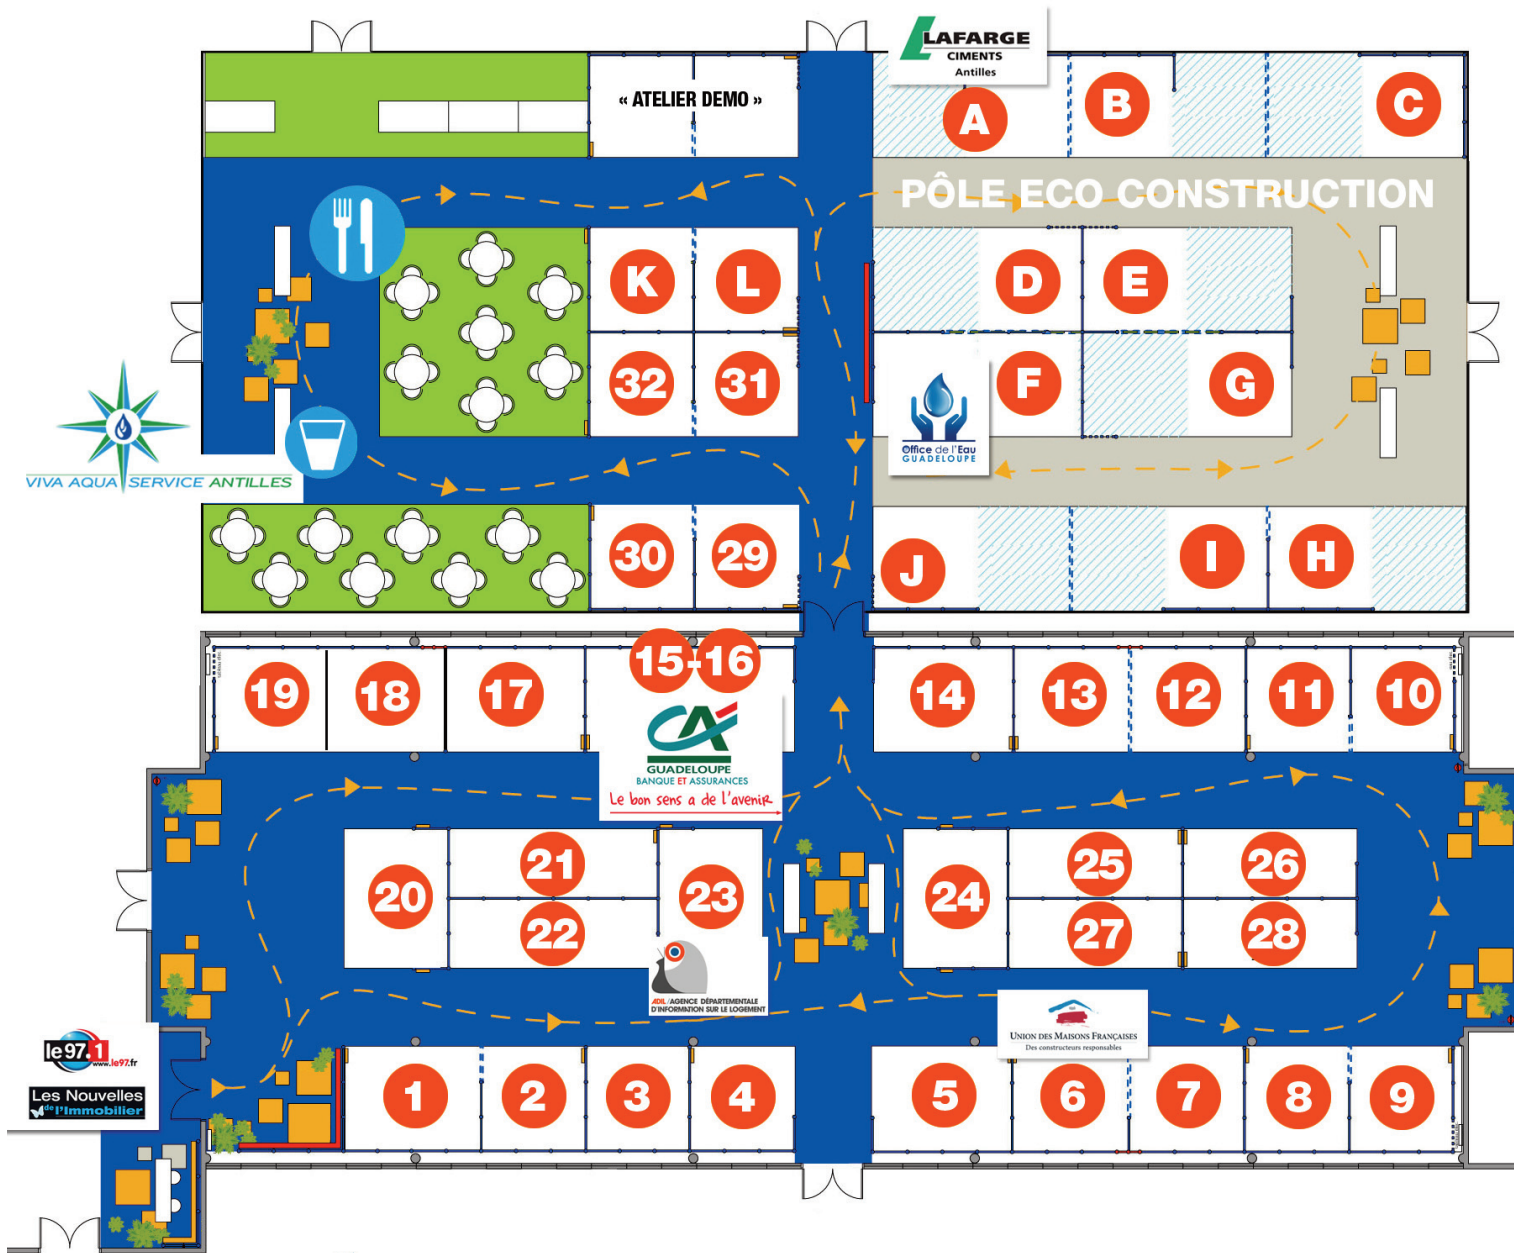 LAFARGE
CIMENTS
Antilles
« ATELIER DEMO »
A
B
C
PÔLE ECO CONSTRUCTION
K
L
D
E
32
31
F
G
Office de l'Eau
GUADELOUPE
VIVA AQUA SERVICE ANTILLES
30
29
J
I
H
19
18
17
15-16
14
13
12
11
10
CA
GUADELOUPE
BANQUE ET ASSURANCES
Le bon sens a de l'avenir
20
21
22
23
24
25
26
27
28
ADIL / AGENCE DÉPARTEMENTALE
D'INFORMATION SUR LE LOGEMENT
UNION DES MAISONS FRANÇAISES
Des constructeurs responsables
le97.1
www.le97.fr
Les Nouvelles
de l'Immobilier
1
2
3
4
5
6
7
8
9